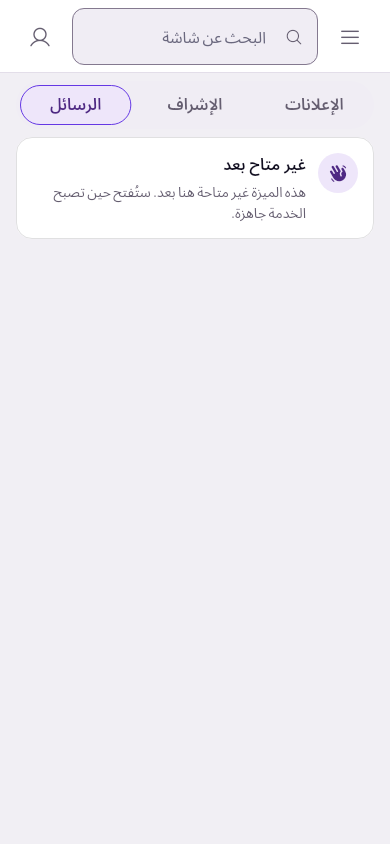 البحث عن شاشة
الإعلانات
الإشراف
الرسائل
غير متاح بعد
هذه الميزة غير متاحة هنا بعد. ستُفتح حين تصبح
الخدمة جاهزة.